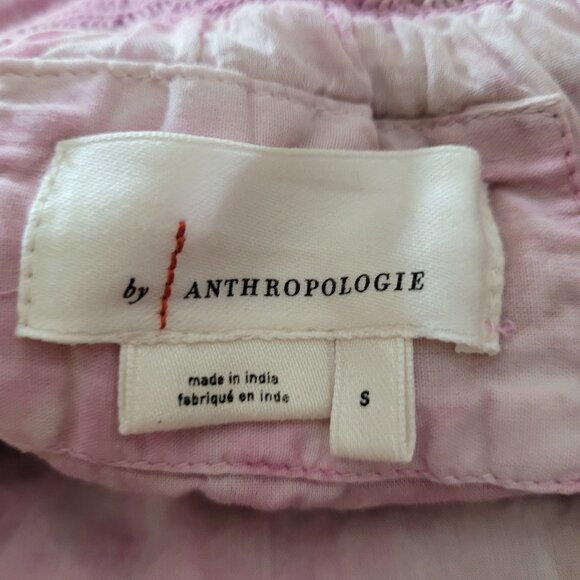 by ANTHROPOLOGIE
made in india
fabriqué en inde
S